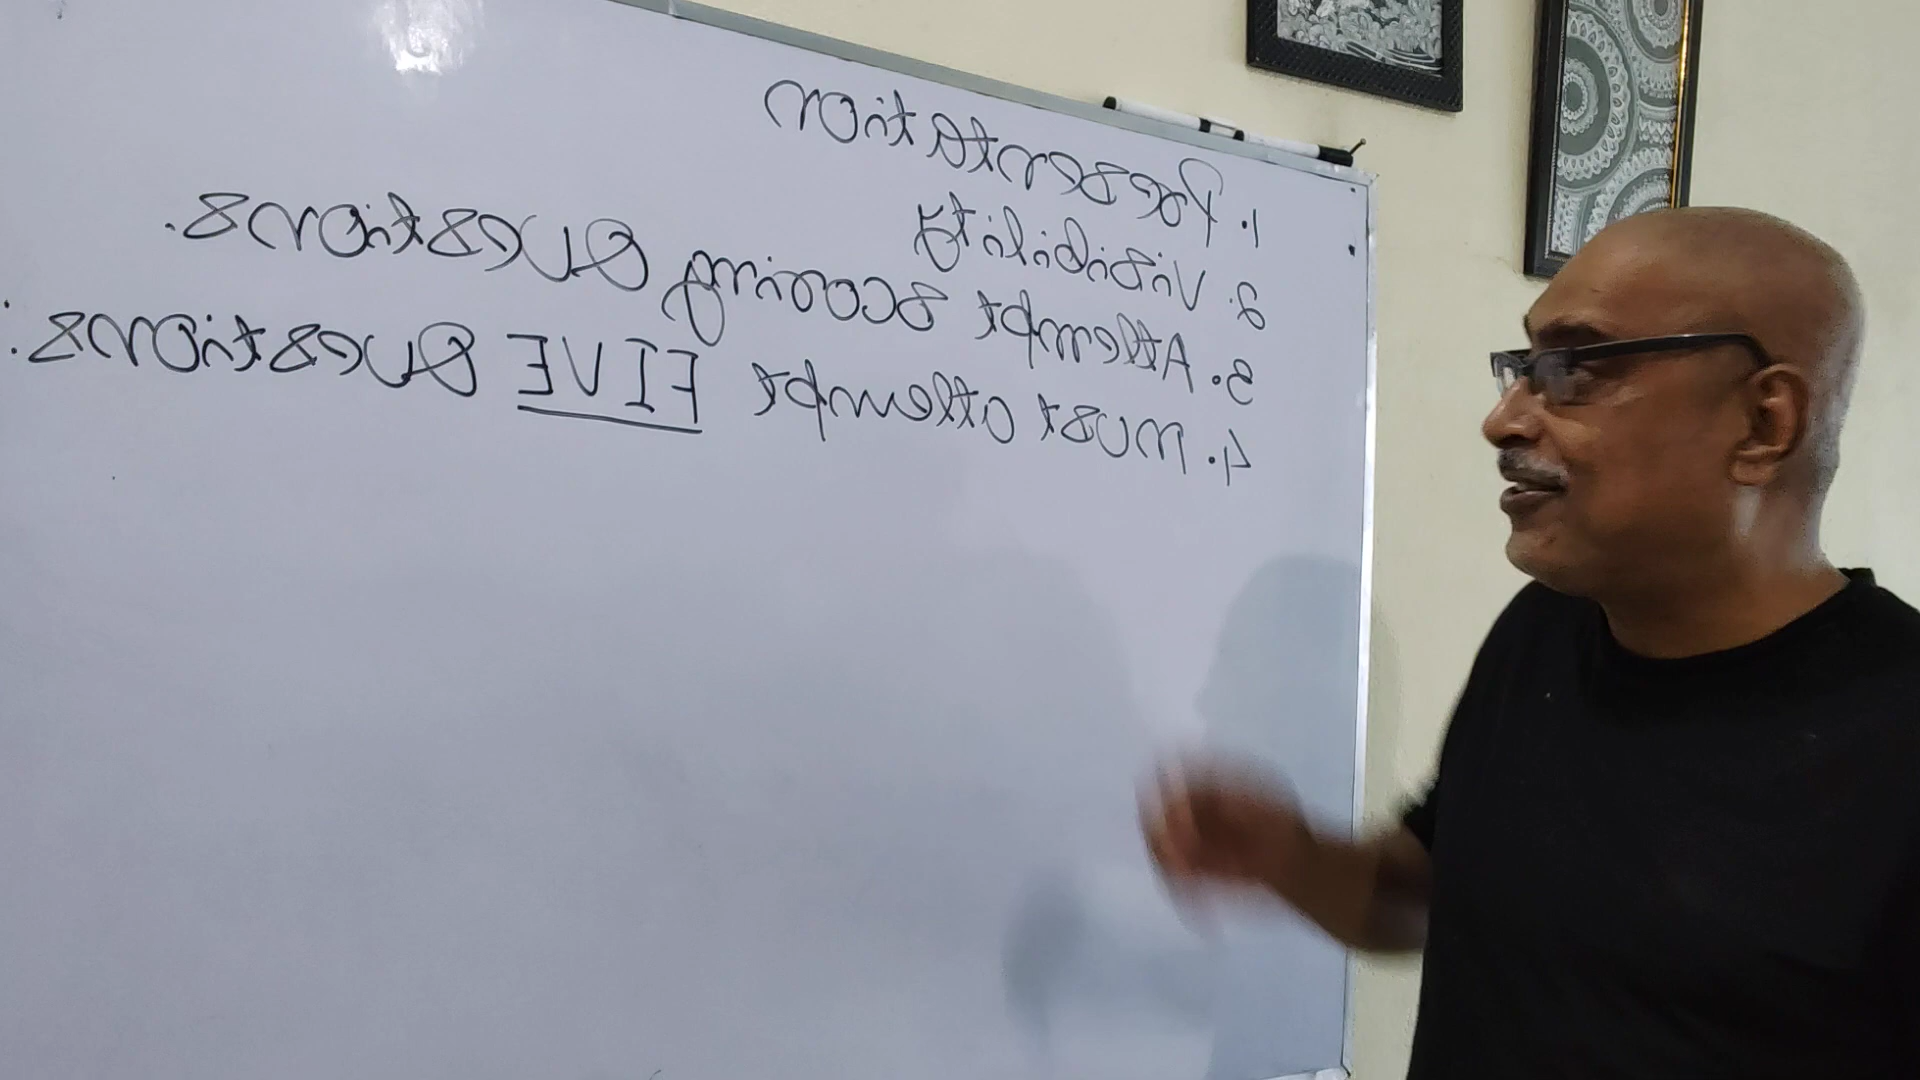 1. Presentation
2. Visibility
3. Attempt scoring Questions.
4. Must attempt FIVE Questions: